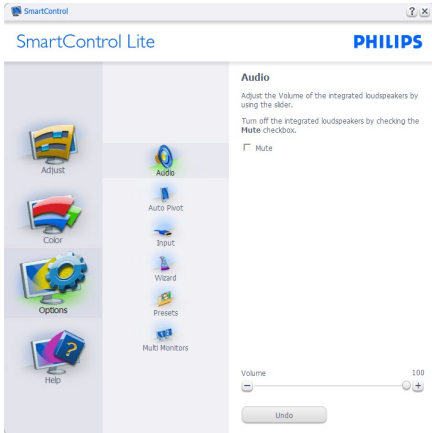 SmartControl
SmartControl Lite
PHILIPS
Adjust
Color
Options
Help
Audio
Auto Pivot
Input
Wizard
Presets
Multi Monitors
Audio
Adjust the Volume of the integrated loudspeakers by
using the slider.
Turn off the integrated loudspeakers by checking the
Mute checkbox.
Mute
Volume 100
Undo